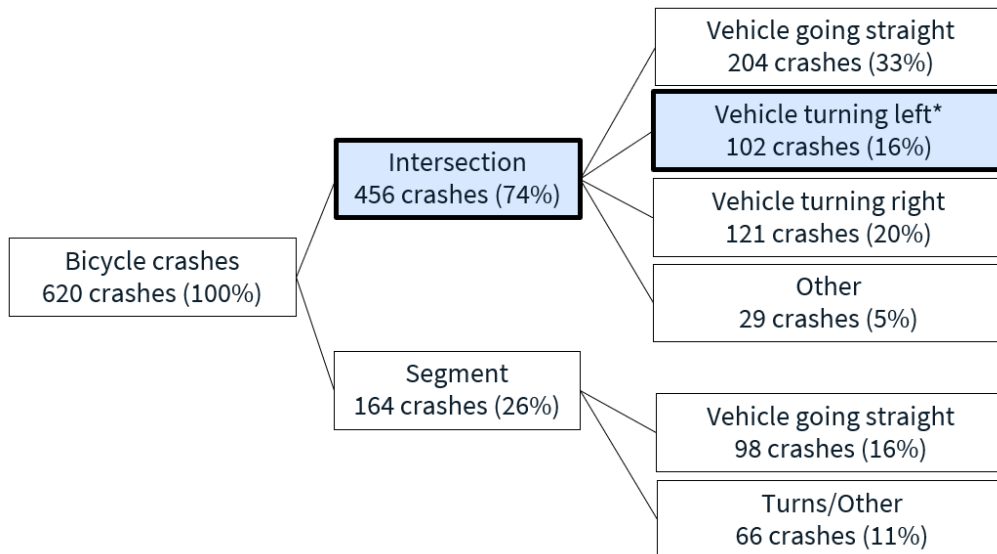 Bicycle crashes
620 crashes (100%)
Intersection
456 crashes (74%)
Vehicle going straight
204 crashes (33%)
Vehicle turning left*
102 crashes (16%)
Vehicle turning right
121 crashes (20%)
Other
29 crashes (5%)
Segment
164 crashes (26%)
Vehicle going straight
98 crashes (16%)
Turns/Other
66 crashes (11%)